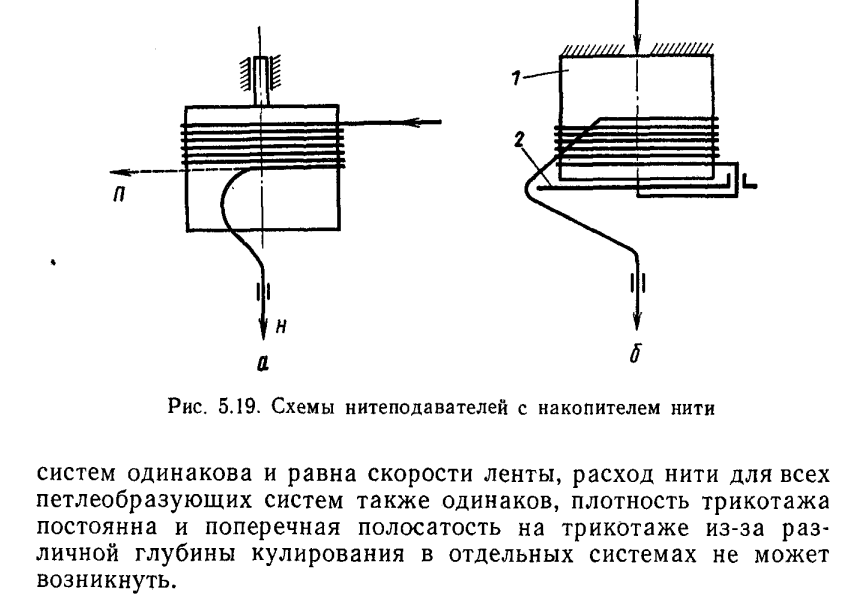 1
2
П
Н
а
б
Рис. 5.19. Схемы нитеподавателей с накопителем нити
систем одинакова и равна скорости ленты, расход нити для всех
петлеобразующих систем также одинаков, плотность трикотажа
постоянна и поперечная полосатость на трикотаже из-за раз-
личной глубины кулирования в отдельных системах не может
возникнуть.